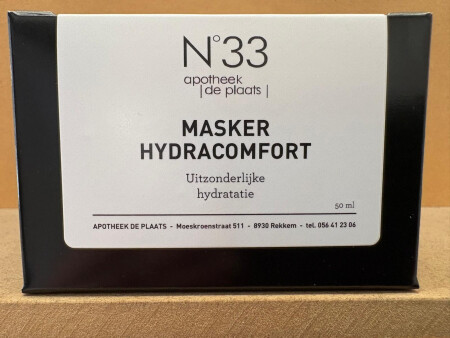 N°33
apotheek
|de plaats|
MASKER
HYDRACOMFORT
Uitzonderlijke
hydratatie
50 ml
APOTHEEK DE PLAATS - Moeskroenstraat 511 - 8930 Rekkem - tel. 056 41 23 06